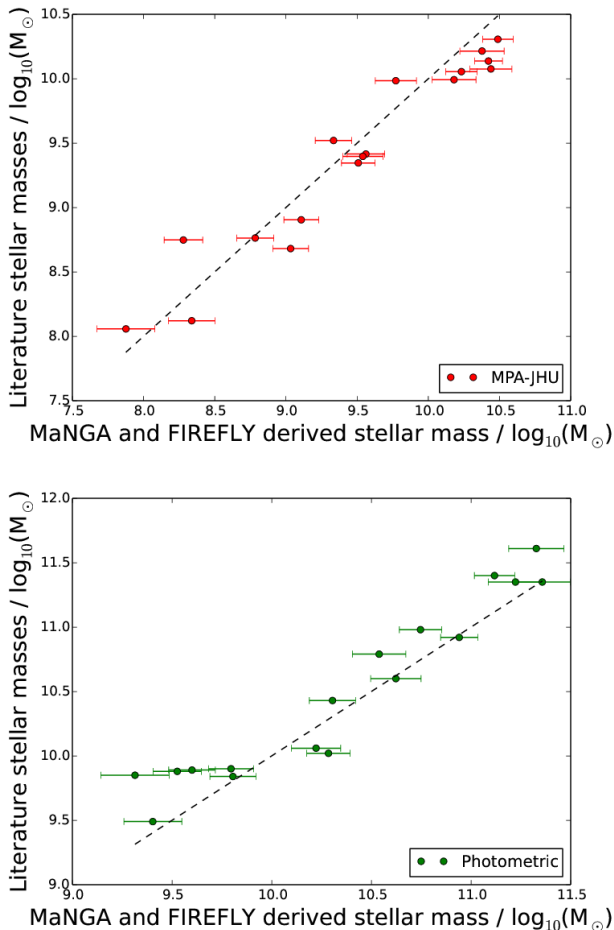 Literature stellar masses / log₁₀(M☉)
10.5
10.0
9.5
9.0
8.5
8.0
7.5
7.5 8.0 8.5 9.0 9.5 10.0 10.5 11.0
MPA-JHU
MaNGA and FIREFLY derived stellar mass / log₁₀(M☉)
Literature stellar masses / log₁₀(M☉)
12.0
11.5
11.0
10.5
10.0
9.5
9.0
9.0 9.5 10.0 10.5 11.0 11.5
Photometric
MaNGA and FIREFLY derived stellar mass / log₁₀(M☉)